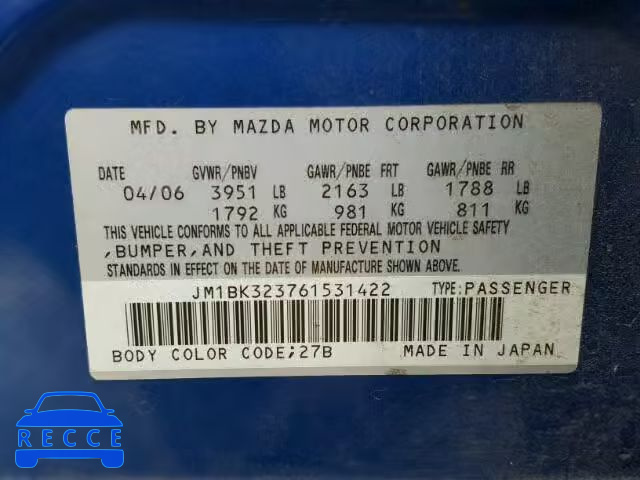 MFD. BY MAZDA MOTOR CORPORATION
DATE GVWR/PNBV GAWR/PNBE FRT GAWR/PNBE RR
04/06 3951 LB 2163 LB 1788 LB
1792 KG 981 KG 811 KG
THIS VEHICLE CONFORMS TO ALL APPLICABLE FEDERAL MOTOR VEHICLE SAFETY
,BUMPER,AND THEFT PREVENTION
STANDARDS IN EFFECT ON THE DATE OF MANUFACTURE SHOWN ABOVE.
JM1BK323761531422 TYPE:PASSENGER
BODY COLOR CODE;27B MADE IN JAPAN
RECCE